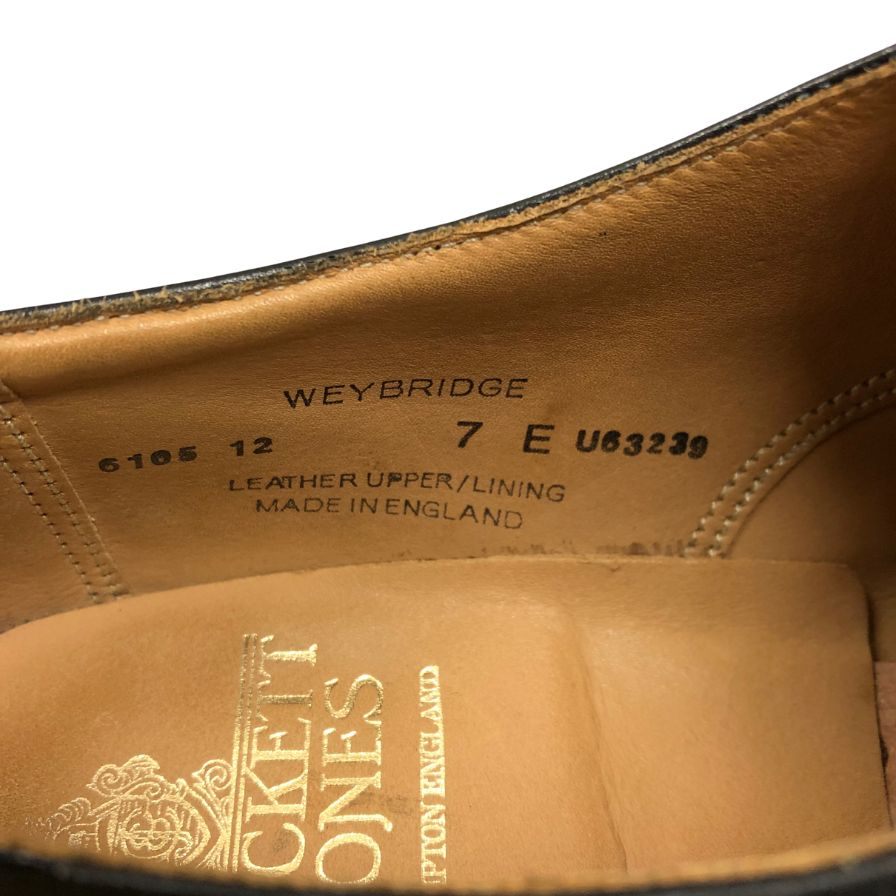 WEYBRIDGE
6105 12 7 E U63239
LEATHER UPPER/LINING
MADE IN ENGLAND
CKETT
ONES
PTON ENGLAND